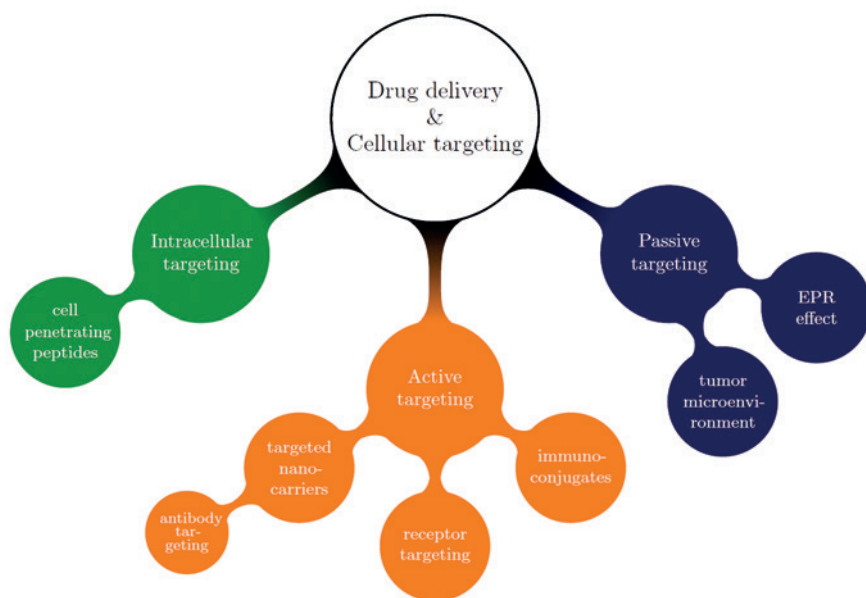 Drug delivery
&
Cellular targeting
Intracellular
targeting
cell
penetrating
peptides
Active
targeting
targeted
nano-
carriers
antibody
tar-
geting
receptor
targeting
immuno-
conjugates
Passive
targeting
EPR
effect
tumor
microenvi-
ronment